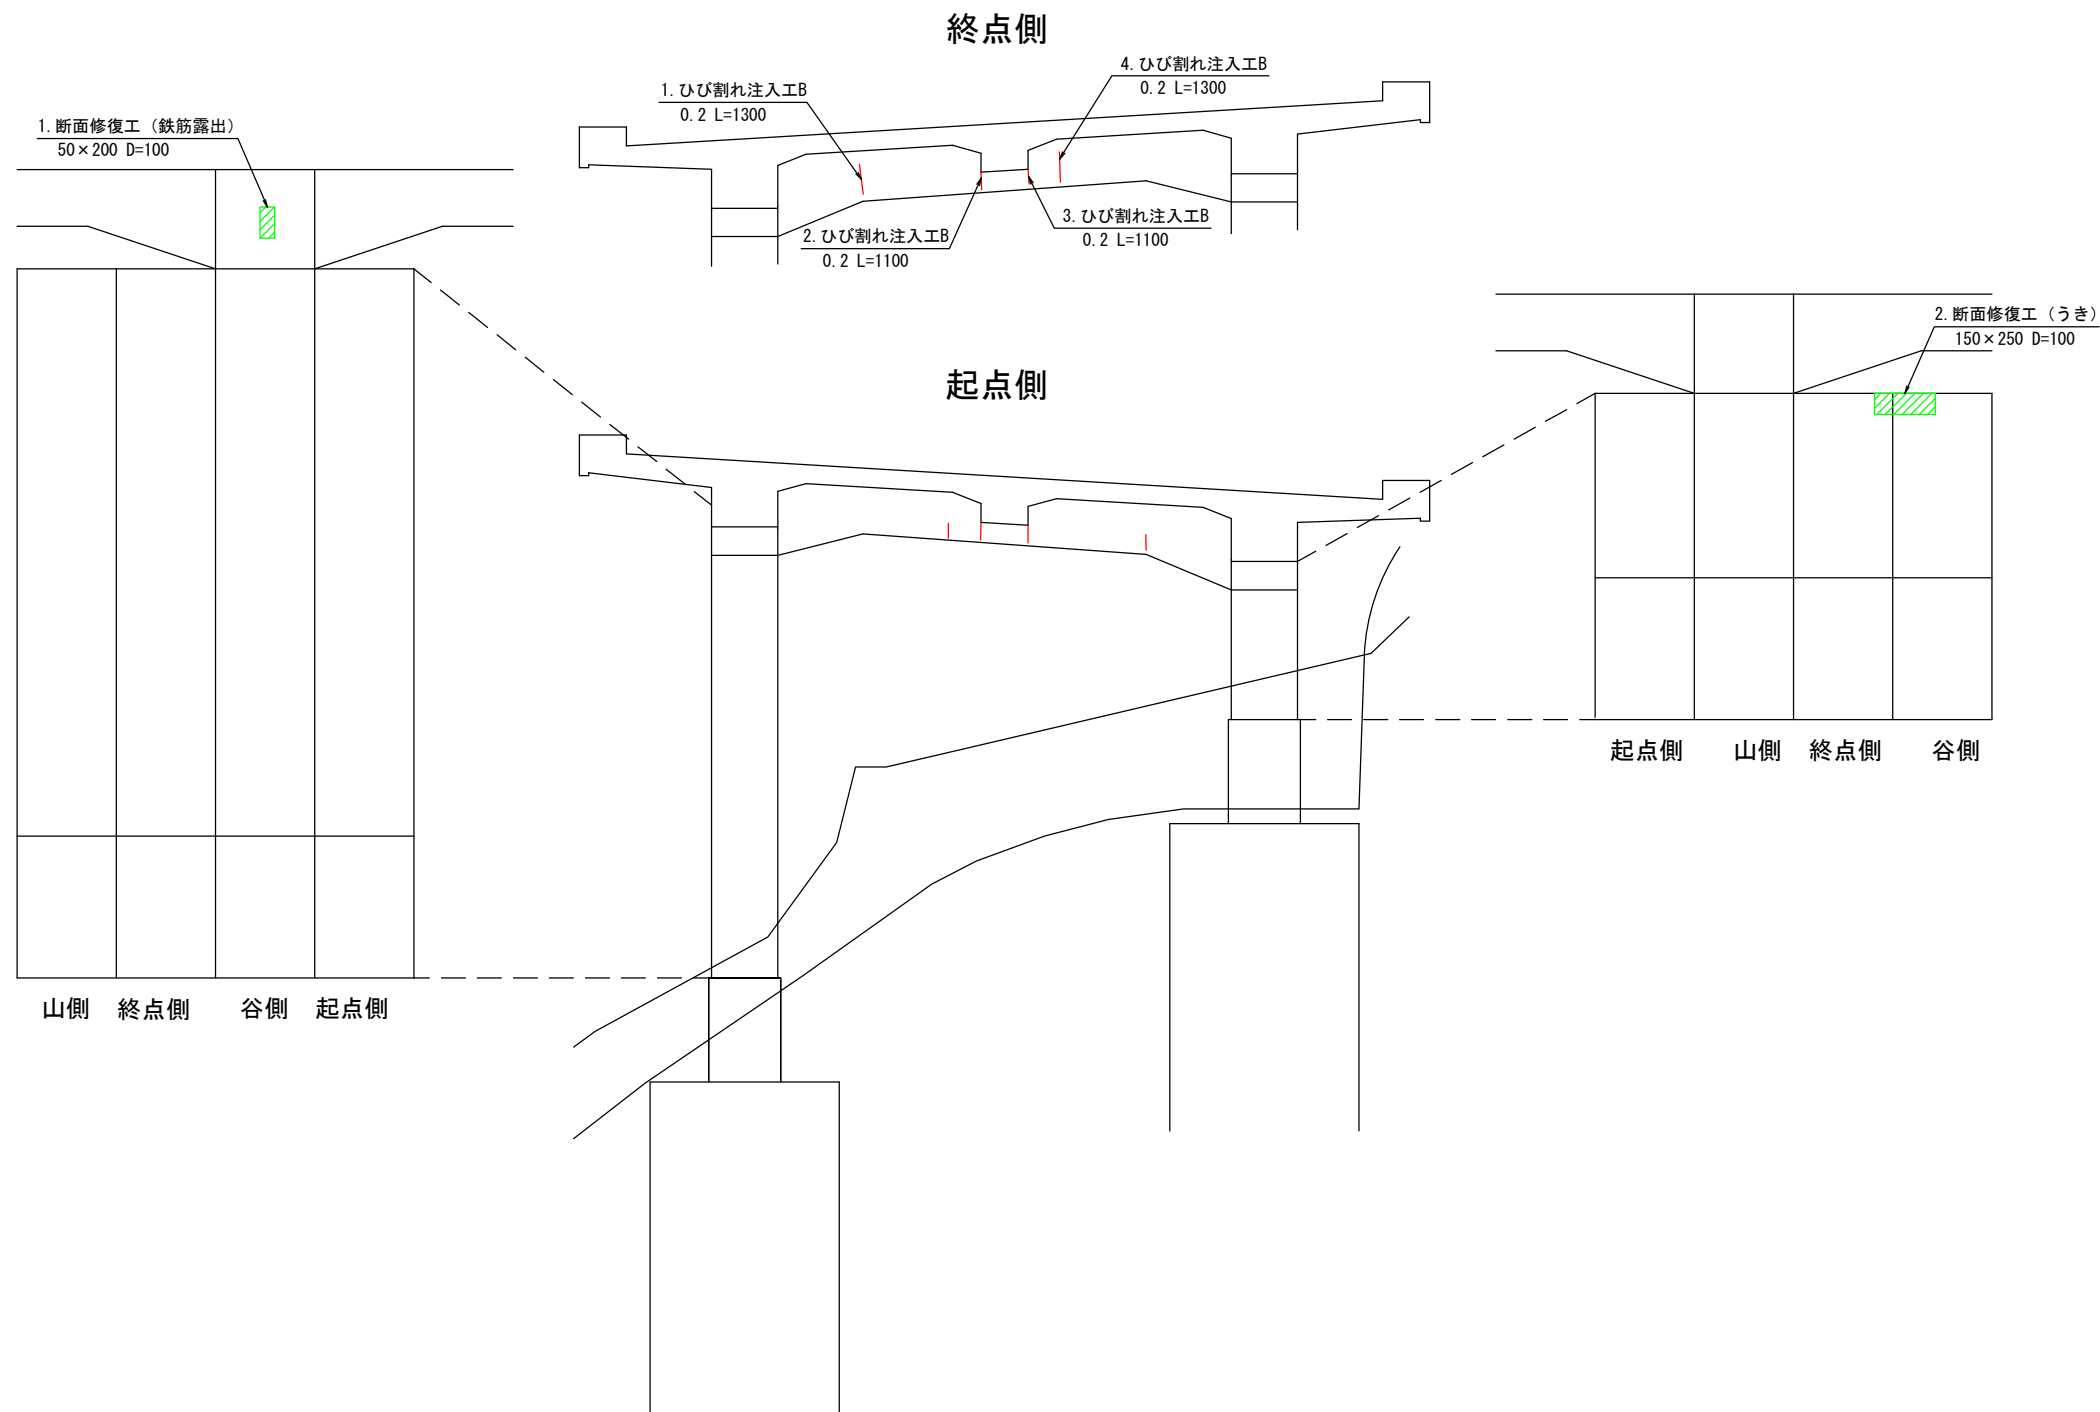 終点側
1.ひび割れ注入工B
0.2 L=1300
4.ひび割れ注入工B
0.2 L=1300
1.断面修復工（鉄筋露出）
50×200 D=100
2.ひび割れ注入工B
0.2 L=1100
3.ひび割れ注入工B
0.2 L=1100
2.断面修復工（うき）
150×250 D=100
起点側
起点側 山側 終点側 谷側
山側 終点側 谷側 起点側